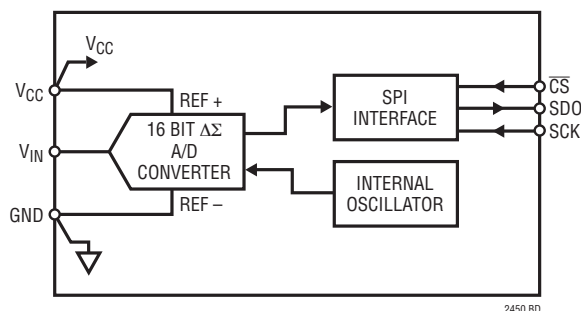 VCC
VCC
REF +
16 BIT ΔΣ
A/D
CONVERTER
VIN
REF –
GND
SPI
INTERFACE
INTERNAL
OSCILLATOR
CS
SDO
SCK
2450 BD